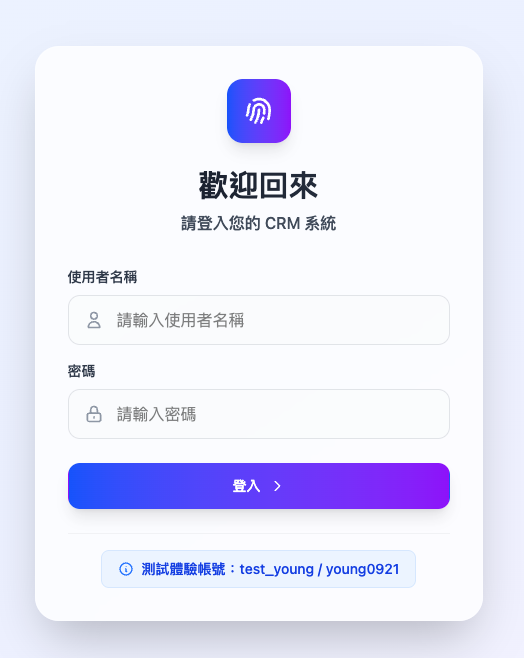 歡迎回來
請登入您的 CRM 系統
使用者名稱
請輸入使用者名稱
密碼
請輸入密碼
登入
測試體驗帳號：test_young / young0921